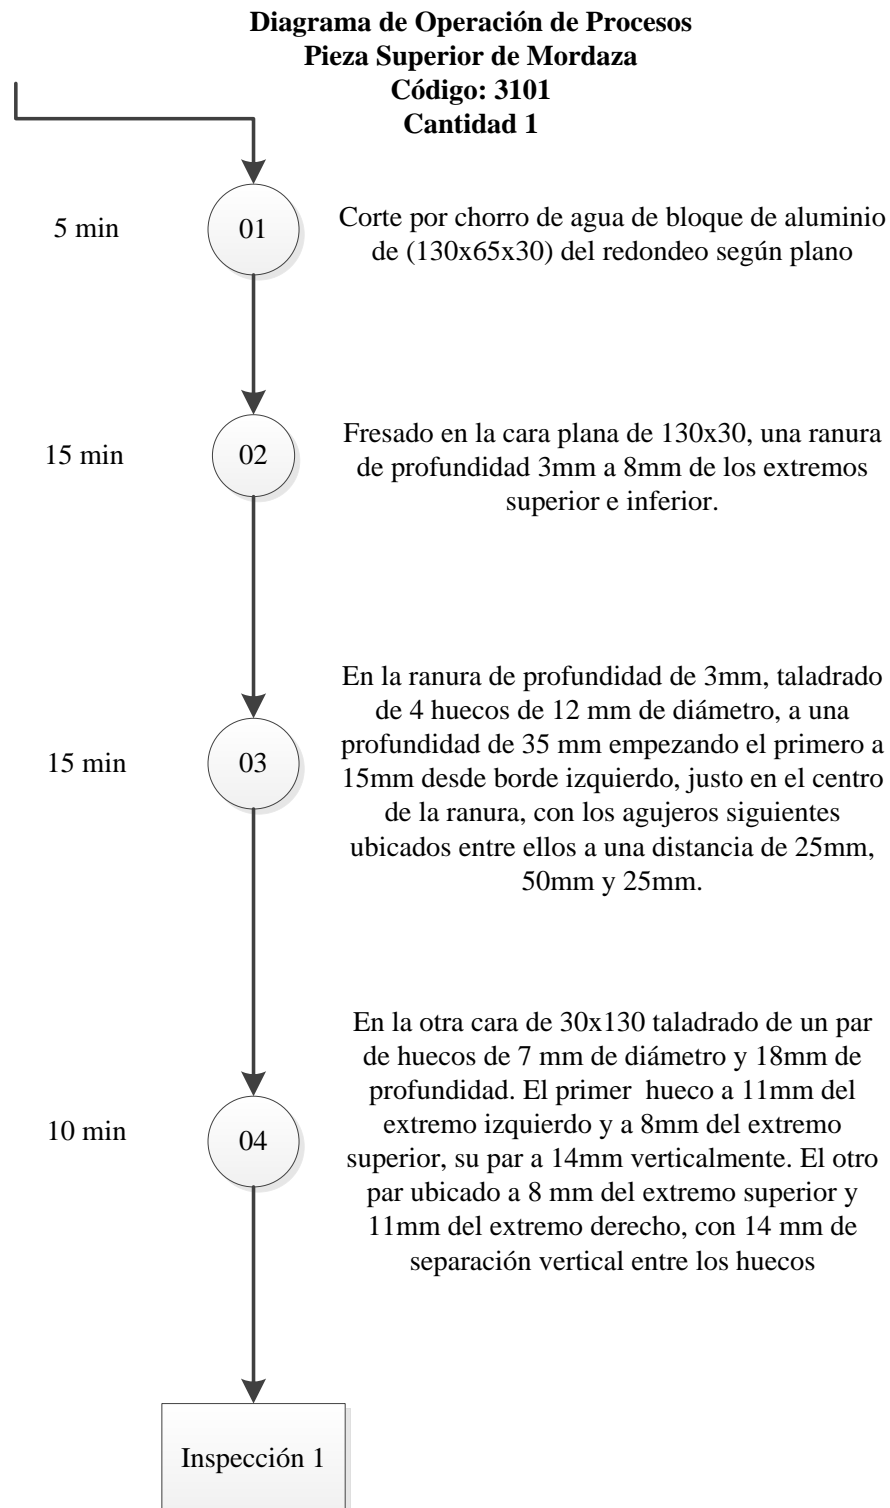 Diagrama de Operación de Procesos
Pieza Superior de Mordaza
Código: 3101
Cantidad 1
5 min
01
Corte por chorro de agua de bloque de aluminio
de (130x65x30) del redondeo según plano
15 min
02
Fresado en la cara plana de 130x30, una ranura
de profundidad 3mm a 8mm de los extremos
superior e inferior.
15 min
03
En la ranura de profundidad de 3mm, taladrado
de 4 huecos de 12 mm de diámetro, a una
profundidad de 35 mm empezando el primero a
15mm desde borde izquierdo, justo en el centro
de la ranura, con los agujeros siguientes
ubicados entre ellos a una distancia de 25mm,
50mm y 25mm.
10 min
04
En la otra cara de 30x130 taladrado de un par
de huecos de 7 mm de diámetro y 18mm de
profundidad. El primer  hueco a 11mm del
extremo izquierdo y a 8mm del extremo
superior, su par a 14mm verticalmente. El otro
par ubicado a 8 mm del extremo superior y
11mm del extremo derecho, con 14 mm de
separación vertical entre los huecos
Inspección 1